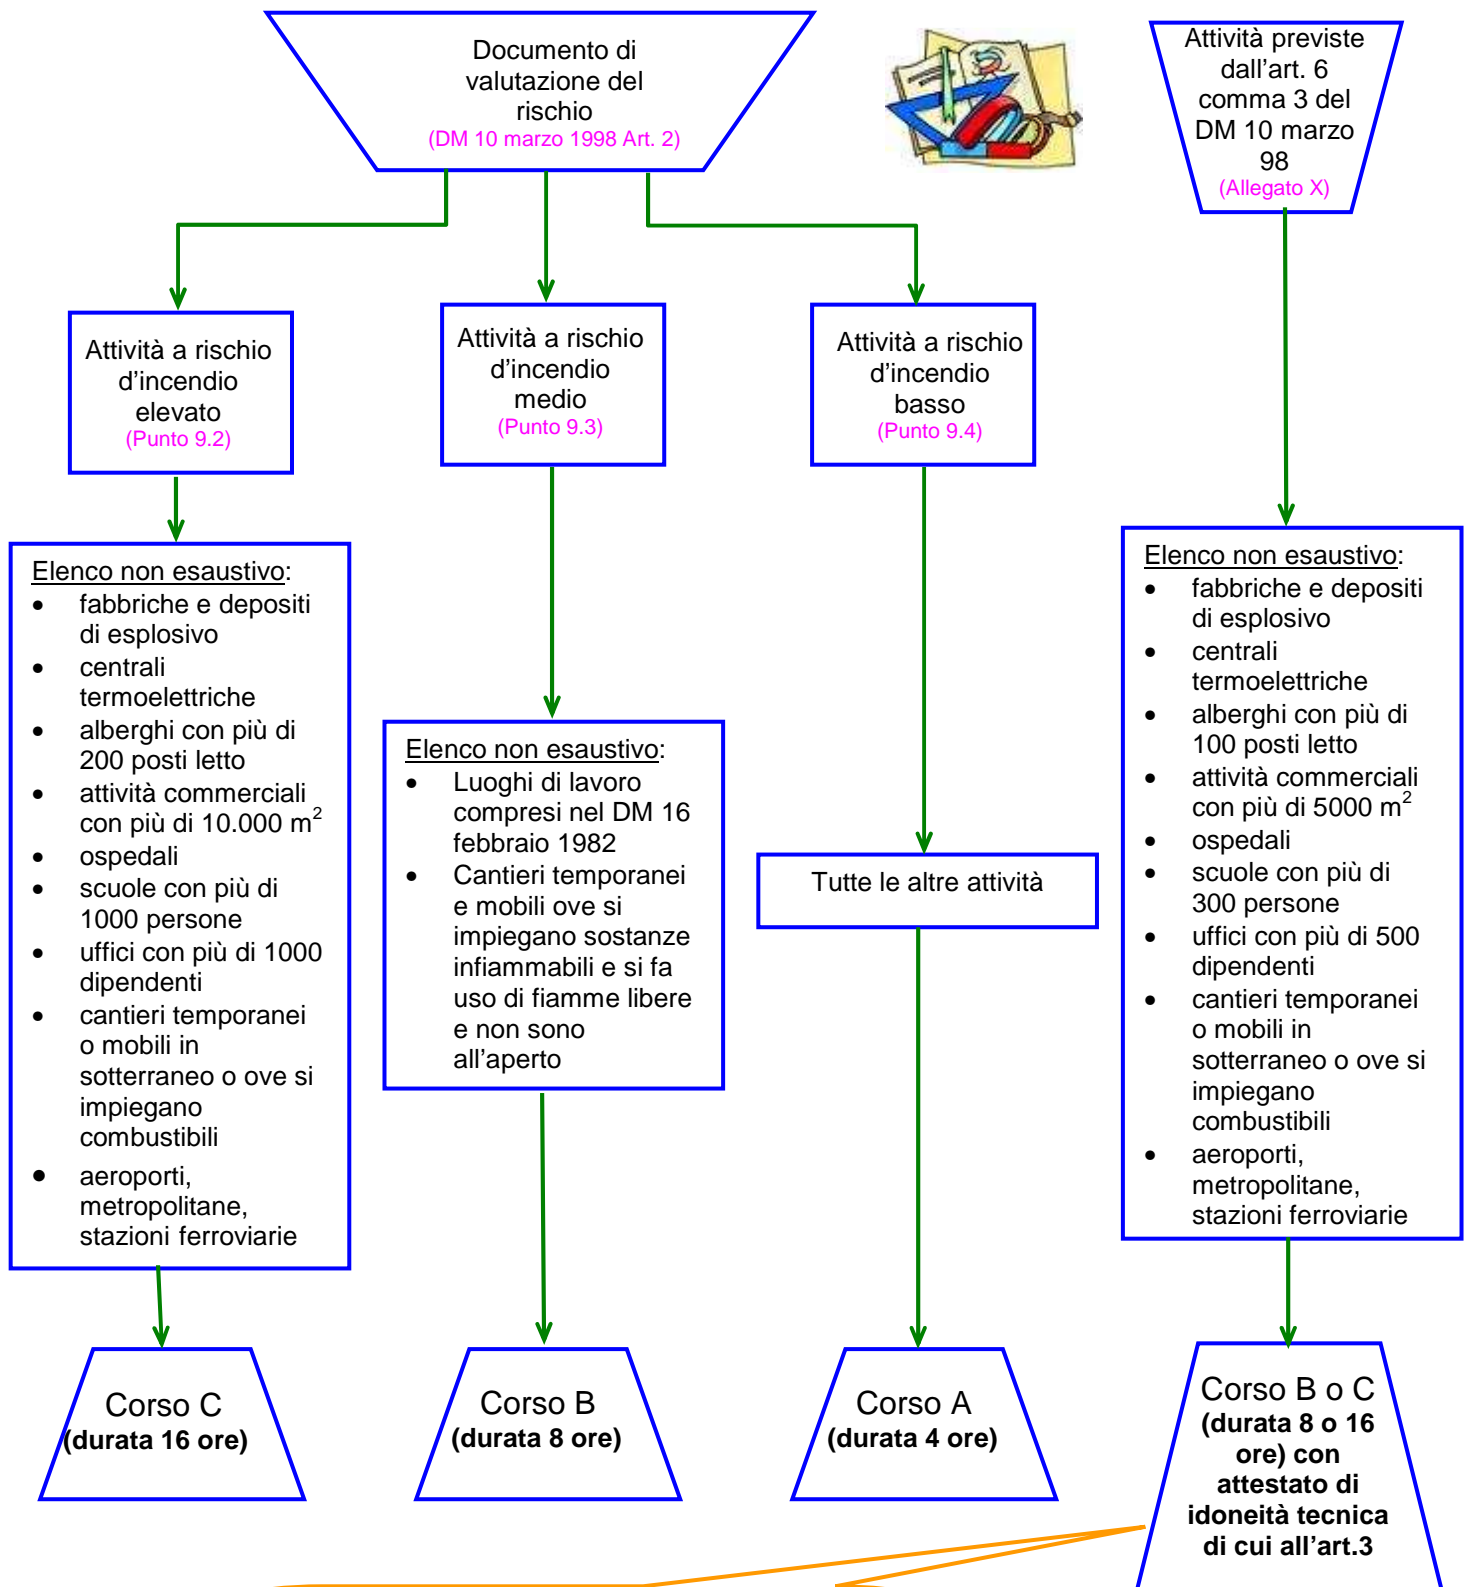 Documento di
valutazione del
rischio
(DM 10 marzo 1998 Art. 2)
Attività previste
dall'art. 6
comma 3 del
DM 10 marzo
98
(Allegato X)
Attività a rischio
d'incendio
elevato
(Punto 9.2)
Attività a rischio
d'incendio
medio
(Punto 9.3)
Attività a rischio
d'incendio
basso
(Punto 9.4)
Elenco non esaustivo:
• fabbriche e depositi
di esplosivo
• centrali
termoelettriche
• alberghi con più di
200 posti letto
• attività commerciali
con più di 10.000 m²
• ospedali
• scuole con più di
1000 persone
• uffici con più di 1000
dipendenti
• cantieri temporanei
o mobili in
sotterraneo o ove si
impiegano
combustibili
• aeroporti,
metropolitane,
stazioni ferroviarie
Elenco non esaustivo:
• Luoghi di lavoro
compresi nel DM 16
febbraio 1982
• Cantieri temporanei
e mobili ove si
impiegano sostanze
infiammabili e si fa
uso di fiamme libere
e non sono
all'aperto
Tutte le altre attività
Elenco non esaustivo:
• fabbriche e depositi
di esplosivo
• centrali
termoelettriche
• alberghi con più di
100 posti letto
• attività commerciali
con più di 5000 m²
• ospedali
• scuole con più di
300 persone
• uffici con più di 500
dipendenti
• cantieri temporanei
o mobili in
sotterraneo o ove si
impiegano
combustibili
• aeroporti,
metropolitane,
stazioni ferroviarie
Corso C
(durata 16 ore)
Corso B
(durata 8 ore)
Corso A
(durata 4 ore)
Corso B o C
(durata 8 o 16
ore) con
attestato di
idoneità tecnica
di cui all'art.3